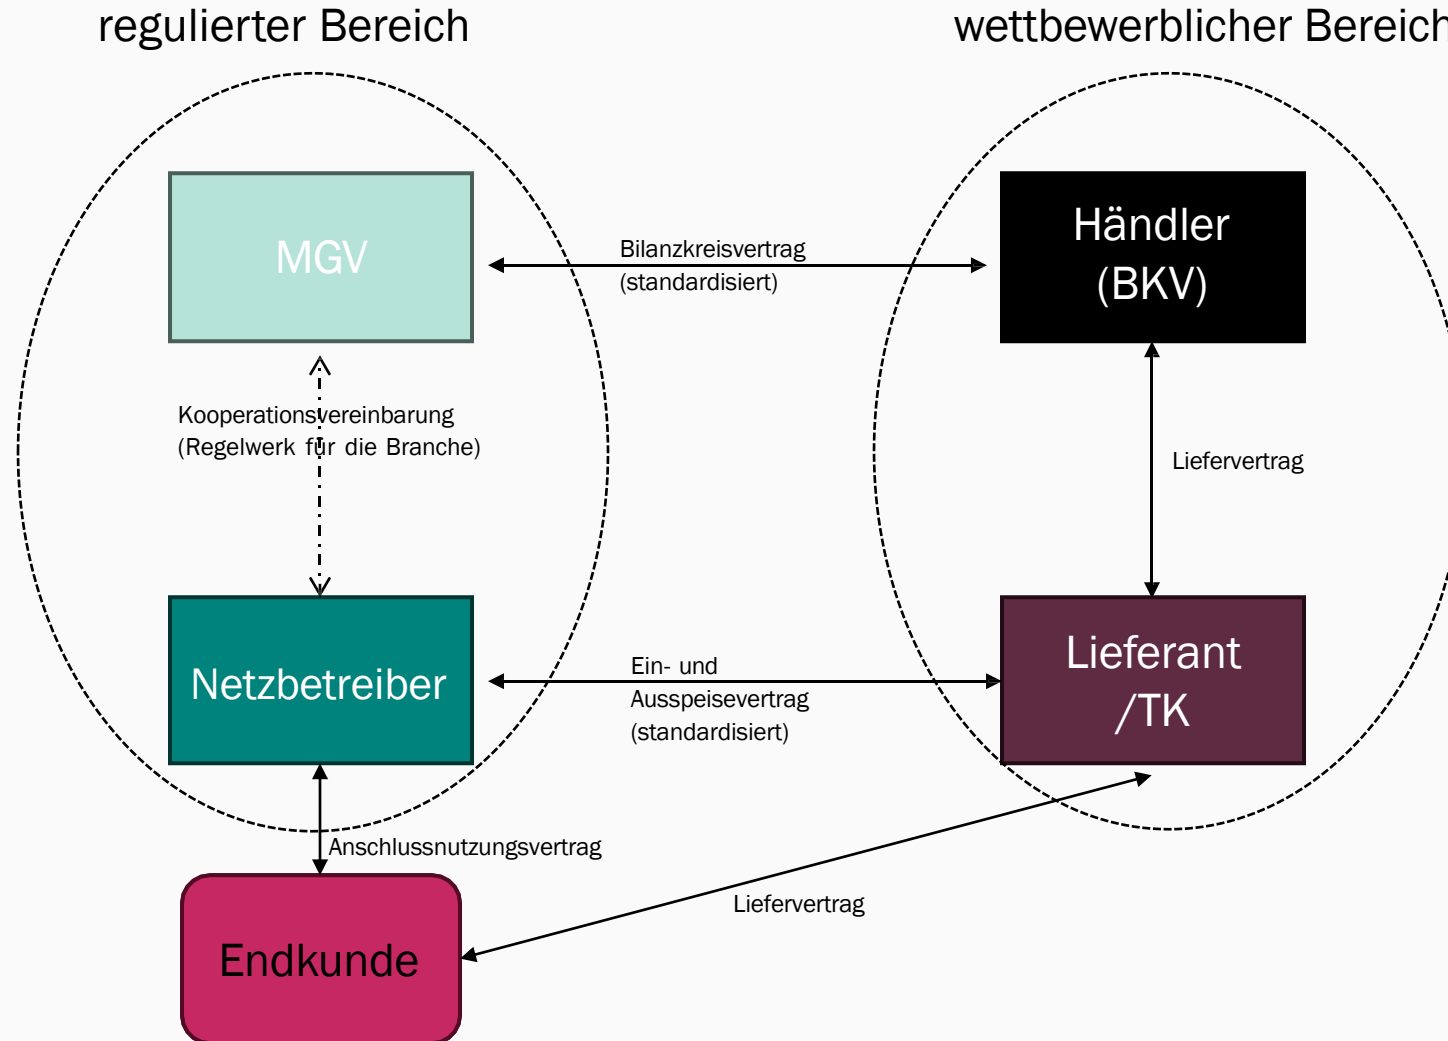 regulierter Bereich
wettbewerblicher Bereich
MGV
Bilanzkreisvertrag
(standardisiert)
Händler
(BKV)
Kooperationsvereinbarung
(Regelwerk für die Branche)
Liefervertrag
Netzbetreiber
Ein- und
Ausspeisevertrag
(standardisiert)
Lieferant
/TK
Anschlussnutzungsvertrag
Liefervertrag
Endkunde